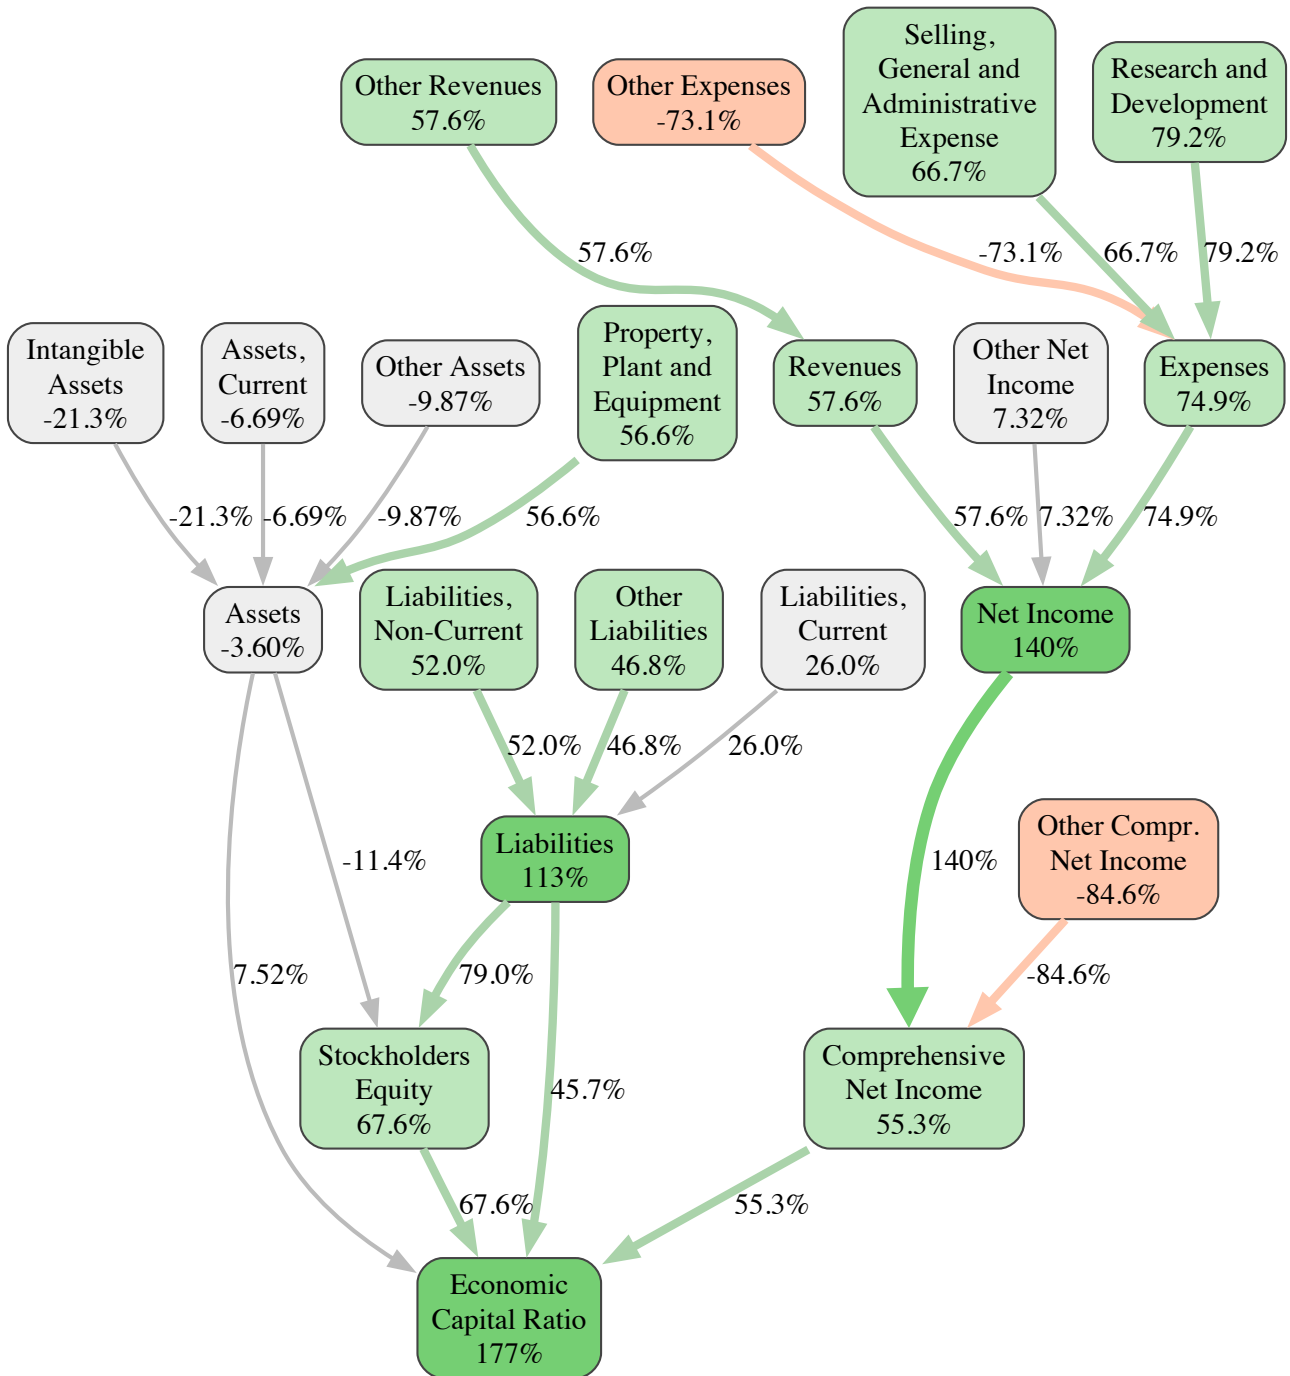 Selling,
General and
Administrative
Expense
66.7%
Other Revenues
57.6%
Other Expenses
-73.1%
Research and
Development
79.2%
57.6%
-73.1%
66.7%
79.2%
Intangible
Assets
-21.3%
Assets,
Current
-6.69%
Other Assets
-9.87%
Property,
Plant and
Equipment
56.6%
Revenues
57.6%
Other Net
Income
7.32%
Expenses
74.9%
-21.3%
-6.69%
-9.87%
56.6%
57.6%
7.32%
74.9%
Assets
-3.60%
Liabilities,
Non-Current
52.0%
Other
Liabilities
46.8%
Liabilities,
Current
26.0%
Net Income
140%
52.0%
46.8%
26.0%
Liabilities
113%
Other Compr.
Net Income
-84.6%
-11.4%
140%
7.52%
79.0%
-84.6%
Stockholders
Equity
67.6%
45.7%
Comprehensive
Net Income
55.3%
67.6%
55.3%
Economic
Capital Ratio
177%